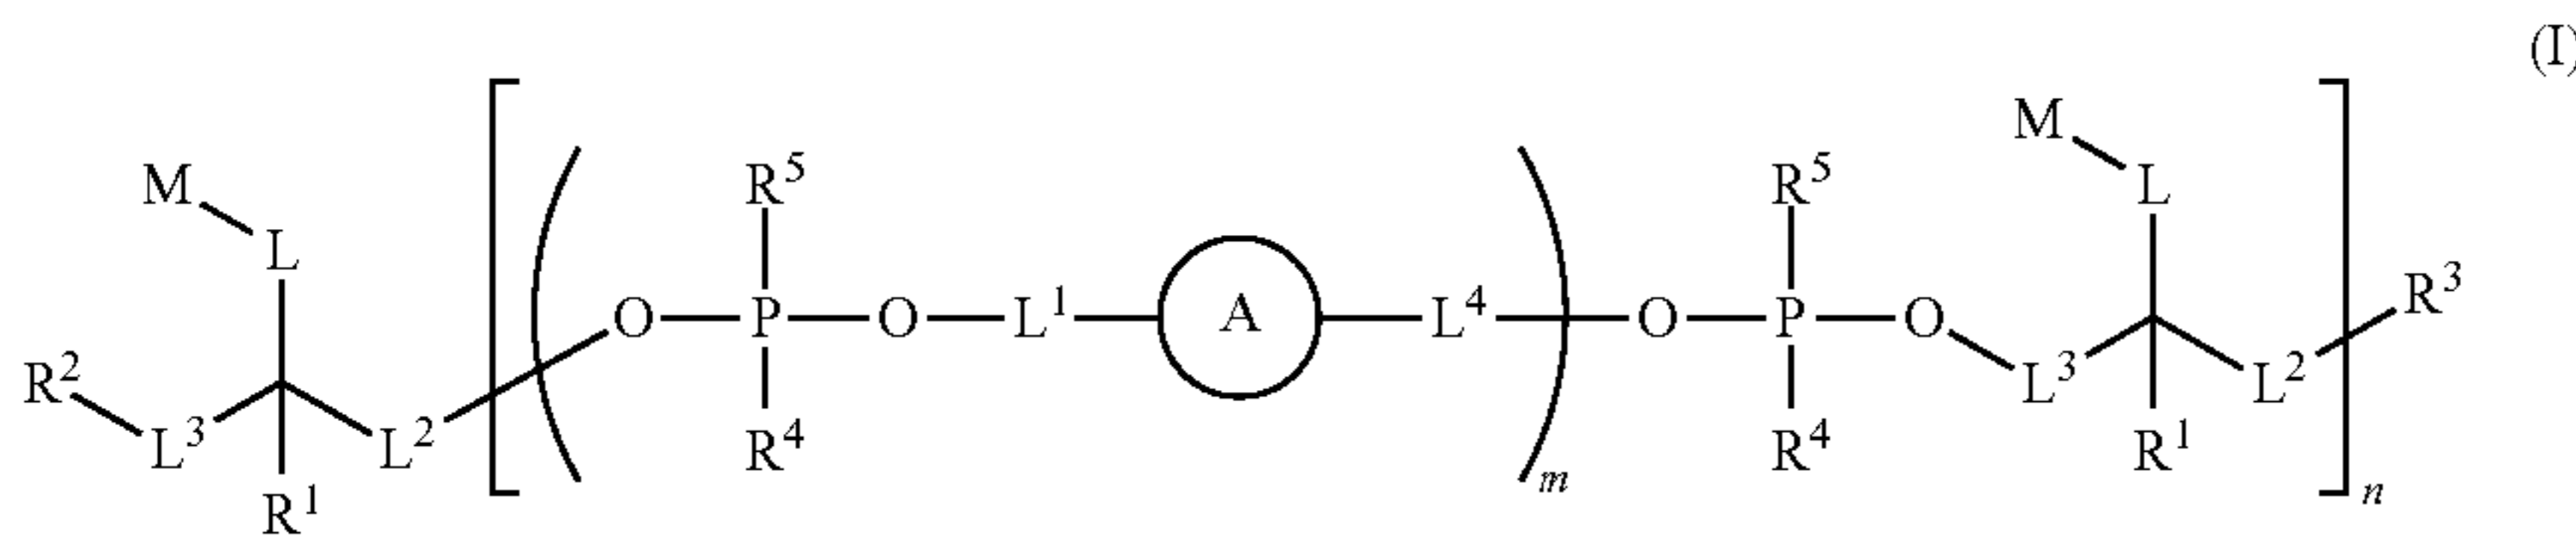 (I)
M M
R⁵ R⁵
L L
O P O L¹ A L⁴ O P O R³
R² L³ L² R⁴ m R⁴ L³ L² n
R¹ R¹